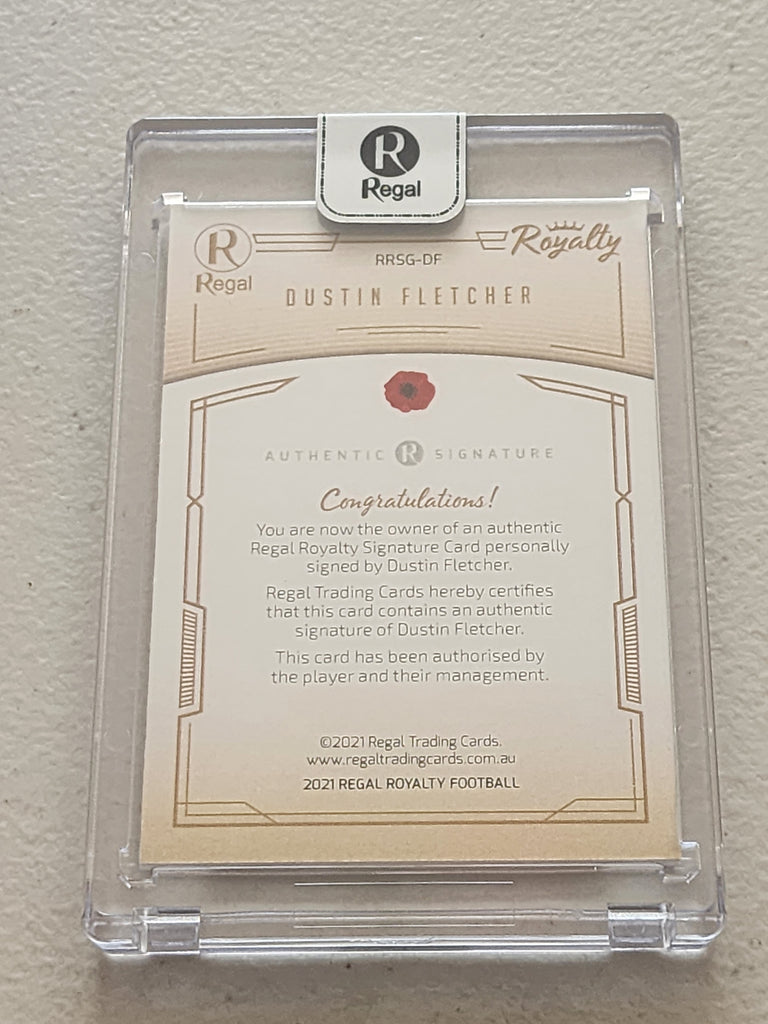 R
Regal
R
Regal
Royalty
RRSG-DF
DUSTIN FLETCHER
AUTHENTIC R SIGNATURE
Congratulations!
You are now the owner of an authentic
Regal Royalty Signature Card personally
signed by Dustin Fletcher.
Regal Trading Cards hereby certifies
that this card contains an authentic
signature of Dustin Fletcher.
This card has been authorised by
the player and their management.
©2021 Regal Trading Cards.
www.regaltradingcards.com.au
2021 REGAL ROYALTY FOOTBALL